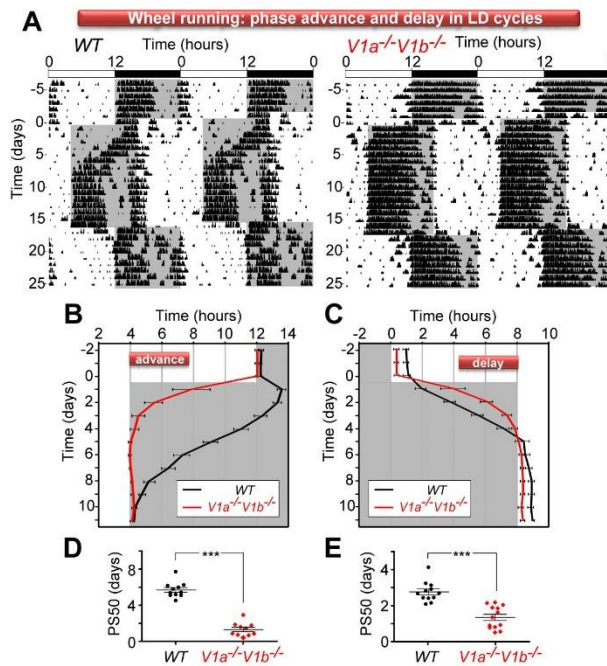 Wheel running: phase advance and delay in LD cycles
A
WT
Time (hours)
V1a-/-V1b-/-
Time (hours)
0 12 0 12 0
0 12 0 12 0
Time (days)
-5
0
5
10
15
20
25
-5
0
5
10
15
20
25
B
Time (hours)
2 4 6 8 10 12 14
advance
Time (days)
-2
0
2
4
6
8
10
WT
V1a-/-V1b-/-
C
Time (hours)
-2 0 2 4 6 8 10
delay
Time (days)
-2
0
2
4
6
8
10
WT
V1a-/-V1b-/-
D
PS50 (days)
10
5
0
***
WT
V1a-/-V1b-/-
E
PS50 (days)
4
2
0
***
WT
V1a-/-V1b-/-